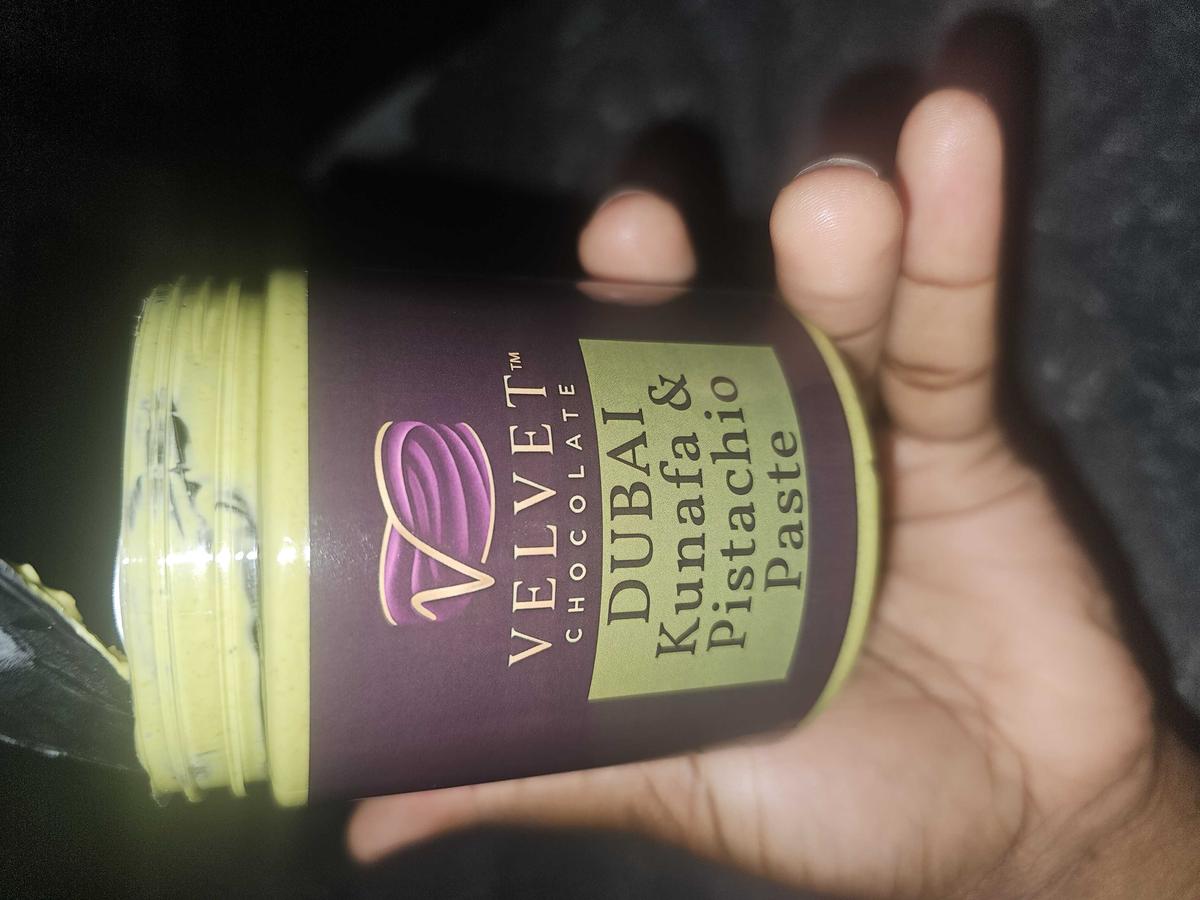 VELVET™
CHOCOLATE
DUBAI
Kunafa &
Pistachio
Paste